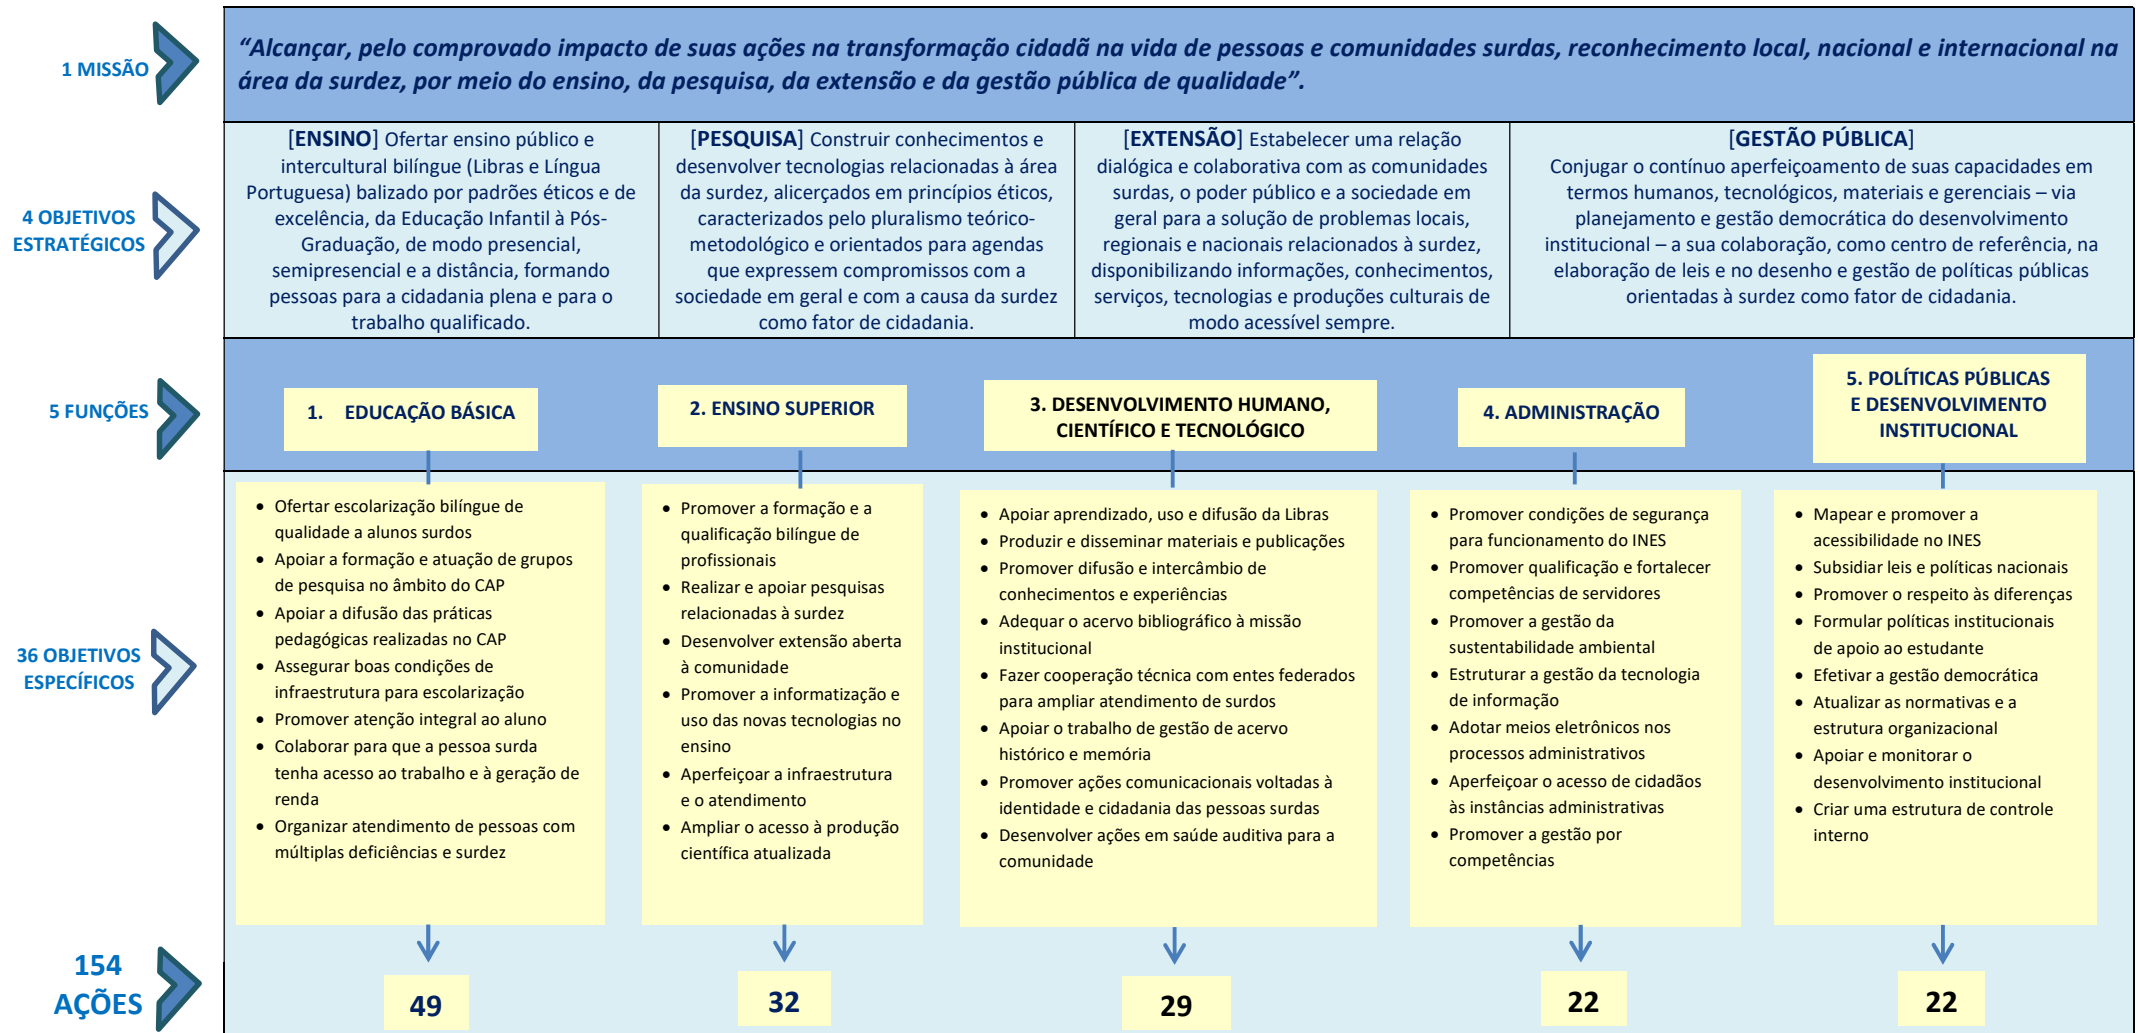 1 MISSÃO
“Alcançar, pelo comprovado impacto de suas ações na transformação cidadã na vida de pessoas e comunidades surdas, reconhecimento local, nacional e internacional na
área da surdez, por meio do ensino, da pesquisa, da extensão e da gestão pública de qualidade”.
4 OBJETIVOS
ESTRATÉGICOS
[ENSINO] Ofertar ensino público e
intercultural bilíngue (Libras e Língua
Portuguesa) balizado por padrões éticos e de
excelência, da Educação Infantil à Pós-
Graduação, de modo presencial,
semipresencial e a distância, formando
pessoas para a cidadania plena e para o
trabalho qualificado.
[PESQUISA] Construir conhecimentos e
desenvolver tecnologias relacionadas à área
da surdez, alicerçados em princípios éticos,
caracterizados pelo pluralismo teórico-
metodológico e orientados para agendas
que expressem compromissos com a
sociedade em geral e com a causa da surdez
como fator de cidadania.
[EXTENSÃO] Estabelecer uma relação
dialógica e colaborativa com as comunidades
surdas, o poder público e a sociedade em
geral para a solução de problemas locais,
regionais e nacionais relacionados à surdez,
disponibilizando informações, conhecimentos,
serviços, tecnologias e produções culturais de
modo acessível sempre.
[GESTÃO PÚBLICA]
Conjugar o contínuo aperfeiçoamento de suas capacidades em
termos humanos, tecnológicos, materiais e gerenciais – via
planejamento e gestão democrática do desenvolvimento
institucional – a sua colaboração, como centro de referência, na
elaboração de leis e no desenho e gestão de políticas públicas
orientadas à surdez como fator de cidadania.
5 FUNÇÕES
1. EDUCAÇÃO BÁSICA
2. ENSINO SUPERIOR
3. DESENVOLVIMENTO HUMANO,
CIENTÍFICO E TECNOLÓGICO
4. ADMINISTRAÇÃO
5. POLÍTICAS PÚBLICAS
E DESENVOLVIMENTO
INSTITUCIONAL
36 OBJETIVOS
ESPECÍFICOS
• Ofertar escolarização bilíngue de
qualidade a alunos surdos
• Apoiar a formação e atuação de grupos
de pesquisa no âmbito do CAP
• Apoiar a difusão das práticas
pedagógicas realizadas no CAP
• Assegurar boas condições de
infraestrutura para escolarização
• Promover atenção integral ao aluno
• Colaborar para que a pessoa surda
tenha acesso ao trabalho e à geração de
renda
• Organizar atendimento de pessoas com
múltiplas deficiências e surdez
• Promover a formação e a
qualificação bilíngue de
profissionais
• Realizar e apoiar pesquisas
relacionadas à surdez
• Desenvolver extensão aberta
à comunidade
• Promover a informatização e
uso das novas tecnologias no
ensino
• Aperfeiçoar a infraestrutura
e o atendimento
• Ampliar o acesso à produção
científica atualizada
• Apoiar aprendizado, uso e difusão da Libras
• Produzir e disseminar materiais e publicações
• Promover difusão e intercâmbio de
conhecimentos e experiências
• Adequar o acervo bibliográfico à missão
institucional
• Fazer cooperação técnica com entes federados
para ampliar atendimento de surdos
• Apoiar o trabalho de gestão de acervo
histórico e memória
• Promover ações comunicacionais voltadas à
identidade e cidadania das pessoas surdas
• Desenvolver ações em saúde auditiva para a
comunidade
• Promover condições de segurança
para funcionamento do INES
• Promover qualificação e fortalecer
competências de servidores
• Promover a gestão da
sustentabilidade ambiental
• Estruturar a gestão da tecnologia
de informação
• Adotar meios eletrônicos nos
processos administrativos
• Aperfeiçoar o acesso de cidadãos
às instâncias administrativas
• Promover a gestão por
competências
• Mapear e promover a
acessibilidade no INES
• Subsidiar leis e políticas nacionais
• Promover o respeito às diferenças
• Formular políticas institucionais
de apoio ao estudante
• Efetivar a gestão democrática
• Atualizar as normativas e a
estrutura organizacional
• Apoiar e monitorar o
desenvolvimento institucional
• Criar uma estrutura de controle
interno
154
AÇÕES
49
32
29
22
22